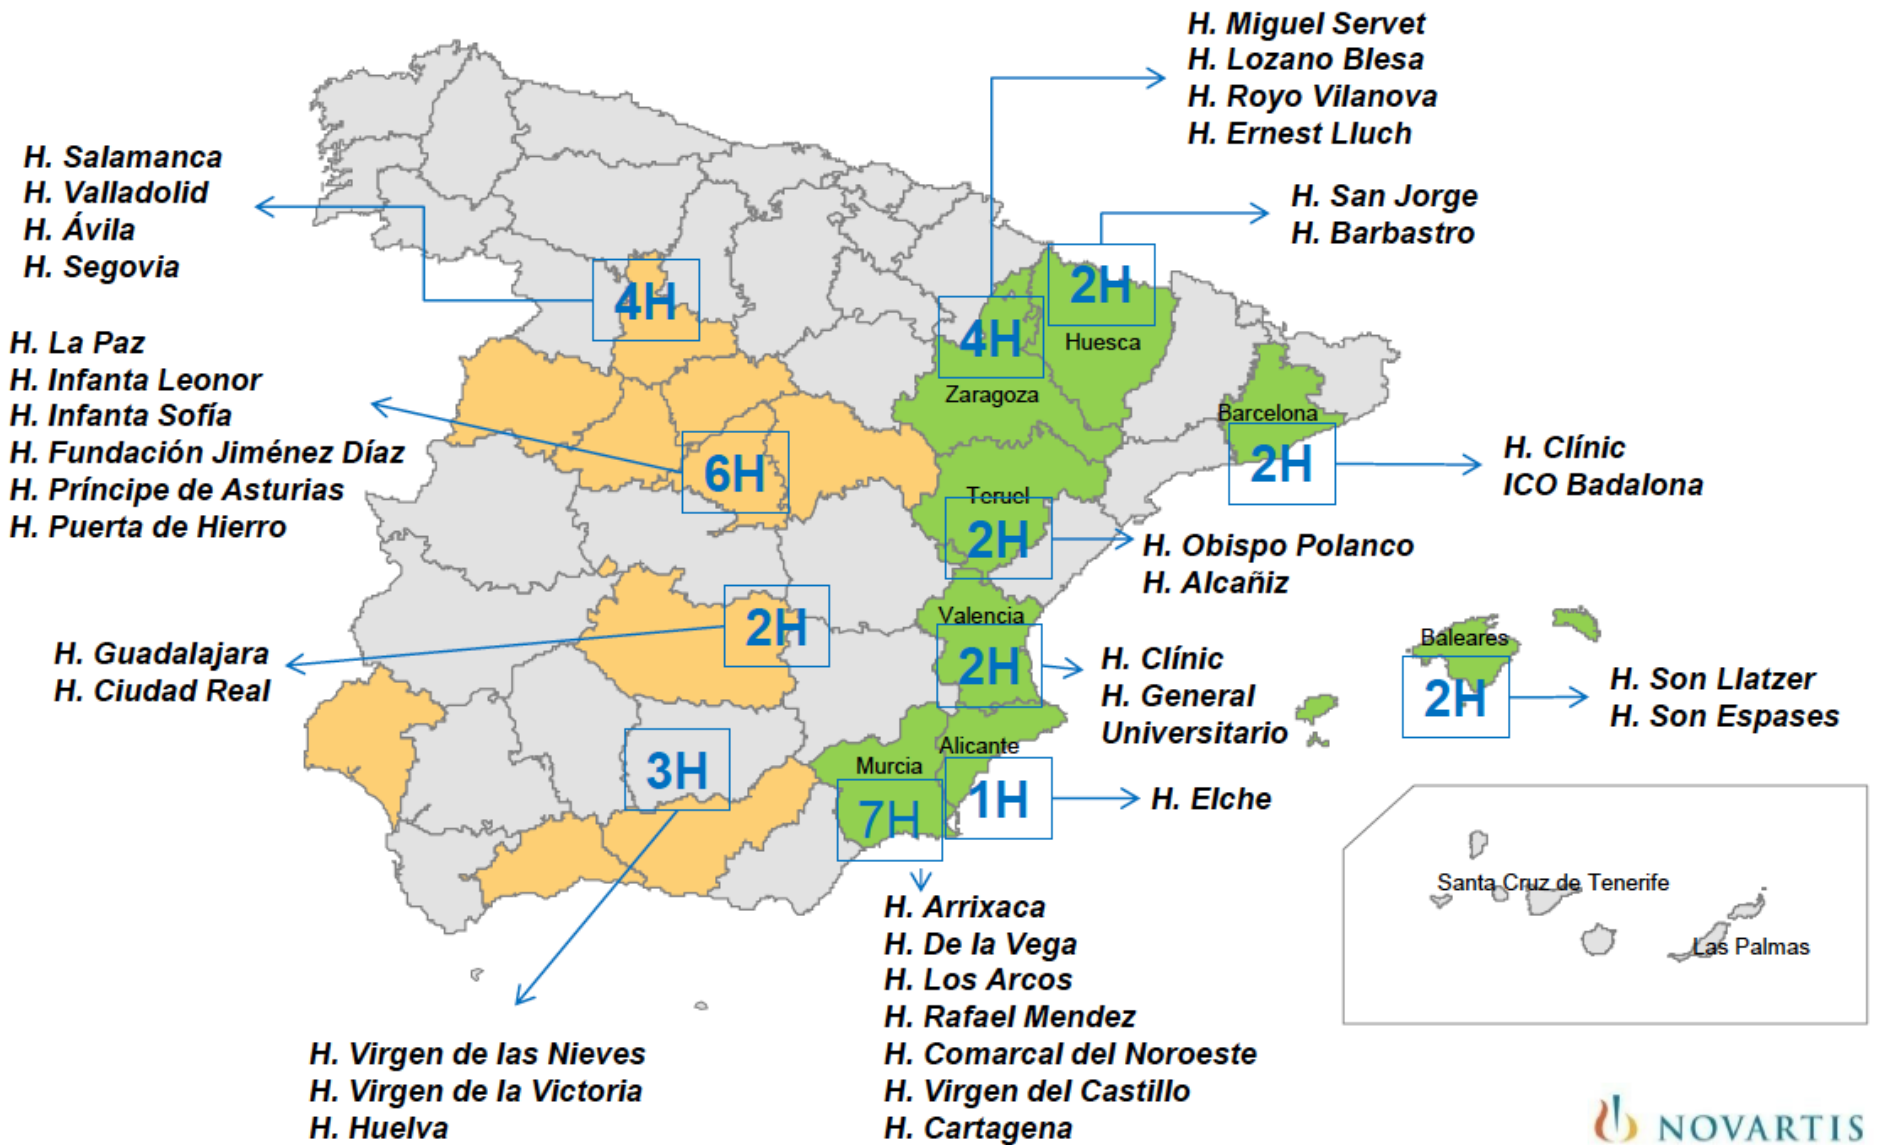 H. Miguel Servet
H. Lozano Blesa
H. Royo Vilanova
H. Ernest Lluch
H. Salamanca
H. Valladolid
H. Ávila
H. Segovia
H. San Jorge
H. Barbastro
4H
2H
4H
Huesca
Zaragoza
H. La Paz
H. Infanta Leonor
H. Infanta Sofía
H. Fundación Jiménez Díaz
H. Príncipe de Asturias
H. Puerta de Hierro
6H
Barcelona
2H
H. Clínic
ICO Badalona
Teruel
2H
H. Obispo Polanco
H. Alcañiz
H. Guadalajara
H. Ciudad Real
2H
Valencia
2H
H. Clínic
H. General
Universitario
Baleares
2H
H. Son Llatzer
H. Son Espases
3H
Murcia
7H
Alicante
1H
H. Elche
Santa Cruz de Tenerife
Las Palmas
H. Arrixaca
H. De la Vega
H. Los Arcos
H. Rafael Mendez
H. Comarcal del Noroeste
H. Virgen del Castillo
H. Cartagena
H. Virgen de las Nieves
H. Virgen de la Victoria
H. Huelva
NOVARTIS